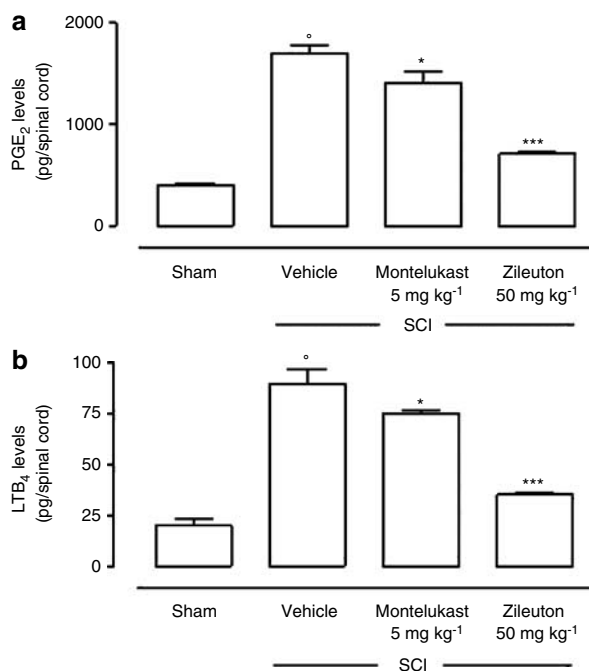 a
PGE₂ levels
(pg/spinal cord)
2000
1000
0
°
*
***
Sham Vehicle Montelukast Zileuton
5 mg kg⁻¹ 50 mg kg⁻¹
SCI
b
LTB₄ levels
(pg/spinal cord)
100
75
50
25
0
°
*
***
Sham Vehicle Montelukast Zileuton
5 mg kg⁻¹ 50 mg kg⁻¹
SCI